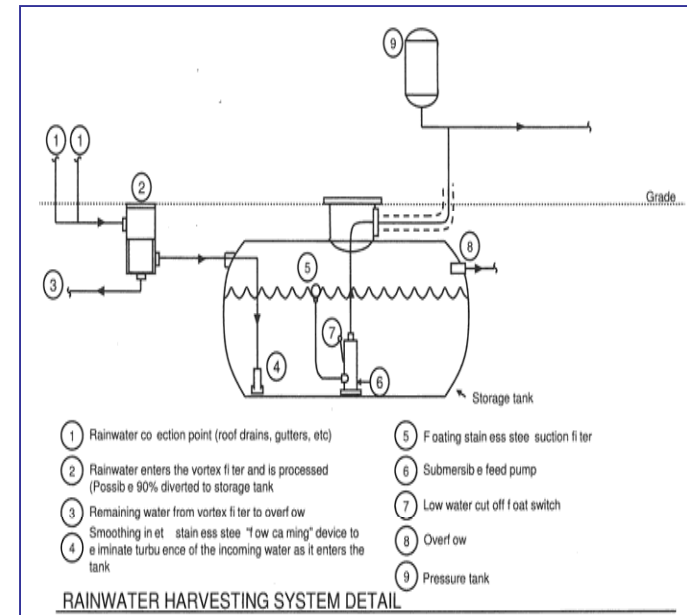 9
1 1
2
Grade
8
3
5
7
4
6
Storage tank
1 Rainwater co ection point (roof drains, gutters, etc)
2 Rainwater enters the vortex fi ter and is processed
(Possib e 90% diverted to storage tank
3 Remaining water from vortex fi ter to overf ow
4 Smoothing in et stain ess stee "f ow ca ming" device to
e iminate turbu ence of the incoming water as it enters the
tank
5 F oating stain ess stee suction fi ter
6 Submersib e feed pump
7 Low water cut off f oat switch
8 Overf ow
9 Pressure tank
RAINWATER HARVESTING SYSTEM DETAIL